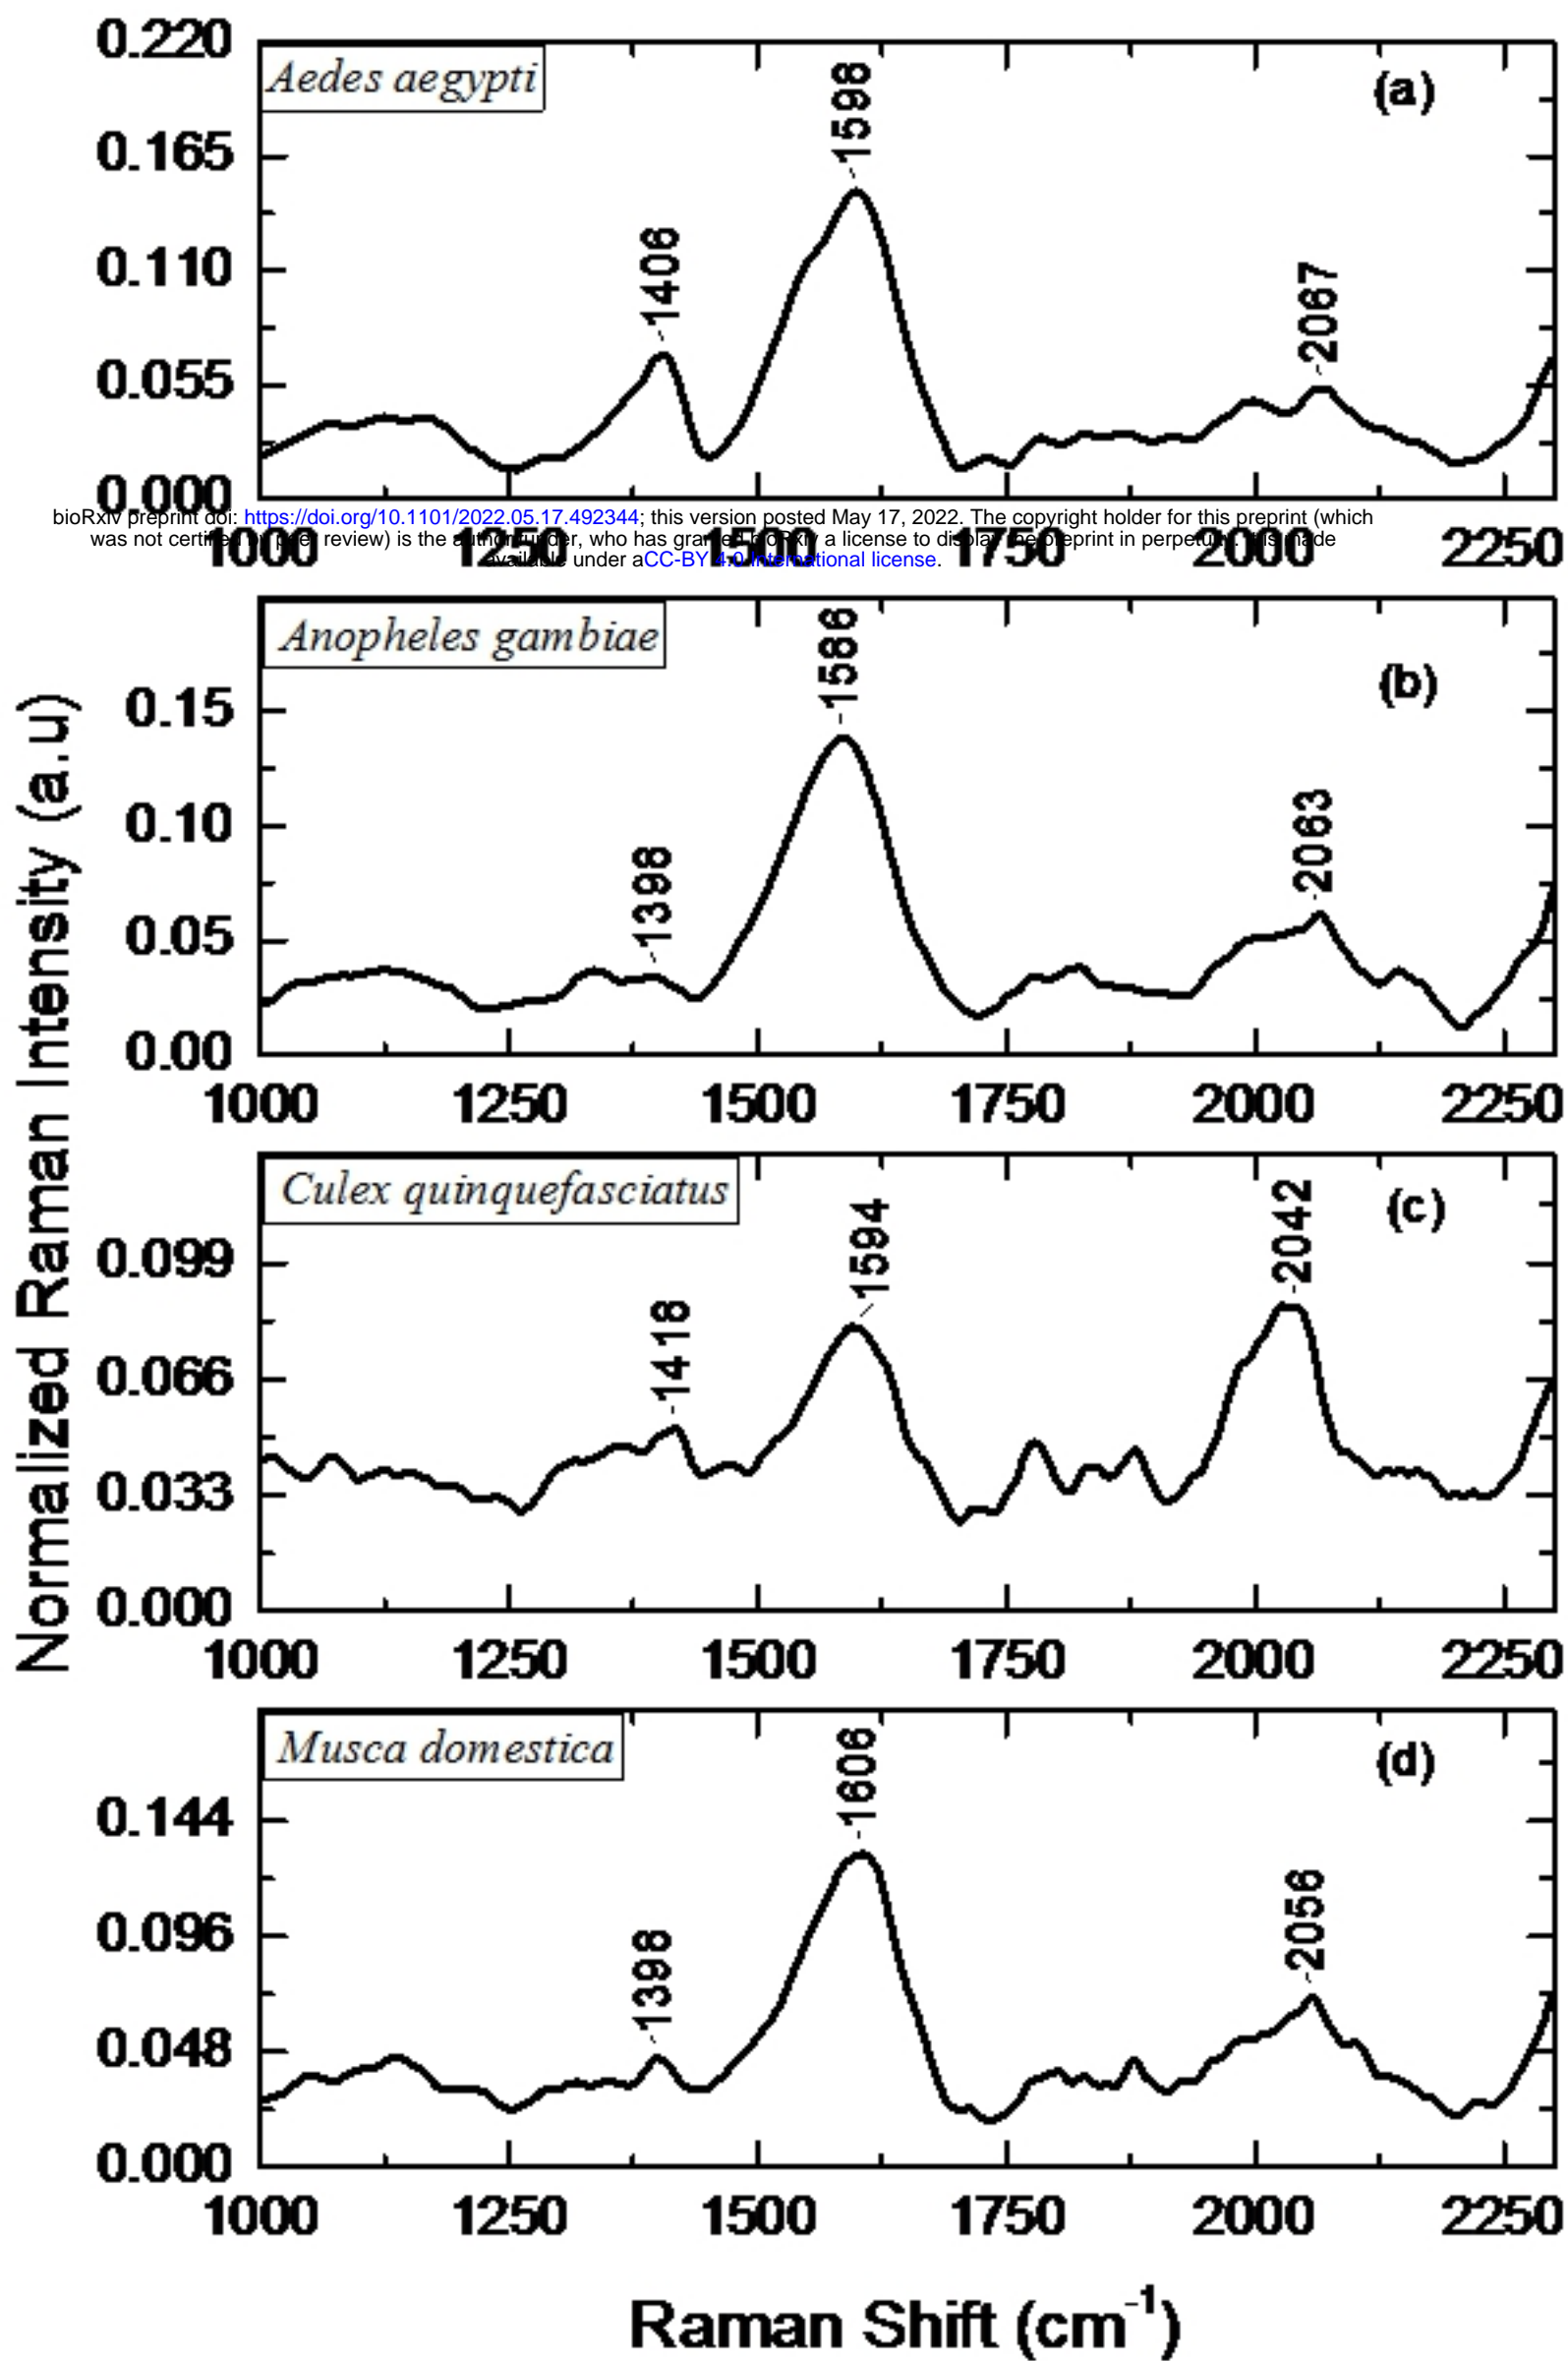 0.220
Aedes aegypti
(a)
1598
0.165
1406
0.110
2067
0.055
0.000
bioRxiv preprint doi: https://doi.org/10.1101/2022.05.17.492344; this version posted May 17, 2022. The copyright holder for this preprint (which
was not certified by peer review) is the author/funder, who has granted bioRxiv a license to display the preprint in perpetuity. It is made
available under aCC-BY 4.0 International license.
1000 1250 1500 1750 2000 2250
Anopheles gambiae
(b)
1586
0.15
0.10
1398
2063
0.05
0.00
1000 1250 1500 1750 2000 2250
Normalized Raman Intensity (a.u)
Culex quinquefasciatus
(c)
1594
2042
0.099
1418
0.066
0.033
0.000
1000 1250 1500 1750 2000 2250
Musca domestica
(d)
1606
0.144
0.096
1398
2056
0.048
0.000
1000 1250 1500 1750 2000 2250
Raman Shift (cm⁻¹)